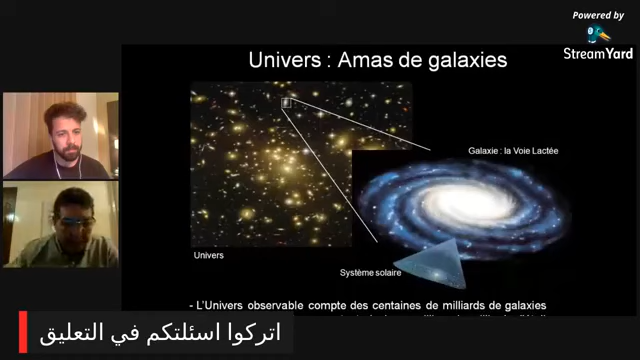 Powered by
StreamYard
Univers : Amas de galaxies
Galaxie : la Voie Lactée
Univers
Système solaire
- L'Univers observable compte des centaines de milliards de galaxies
اتركوا اسئلتكم في التعليق